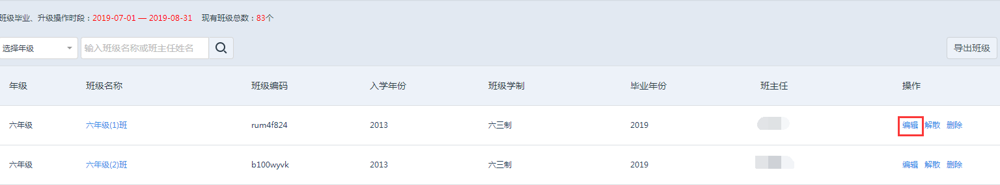 班级毕业、升级操作时段：2019-07-01 — 2019-08-31 现有班级总数：83个
选择年级 输入班级名称或班主任姓名 导出班级
年级 班级名称 班级编码 入学年份 班级学制 毕业年份 班主任 操作
六年级 六年级(1)班 rum4f824 2013 六三制 2019 编辑 解散 删除
六年级 六年级(2)班 b100wyvk 2013 六三制 2019 编辑 解散 删除